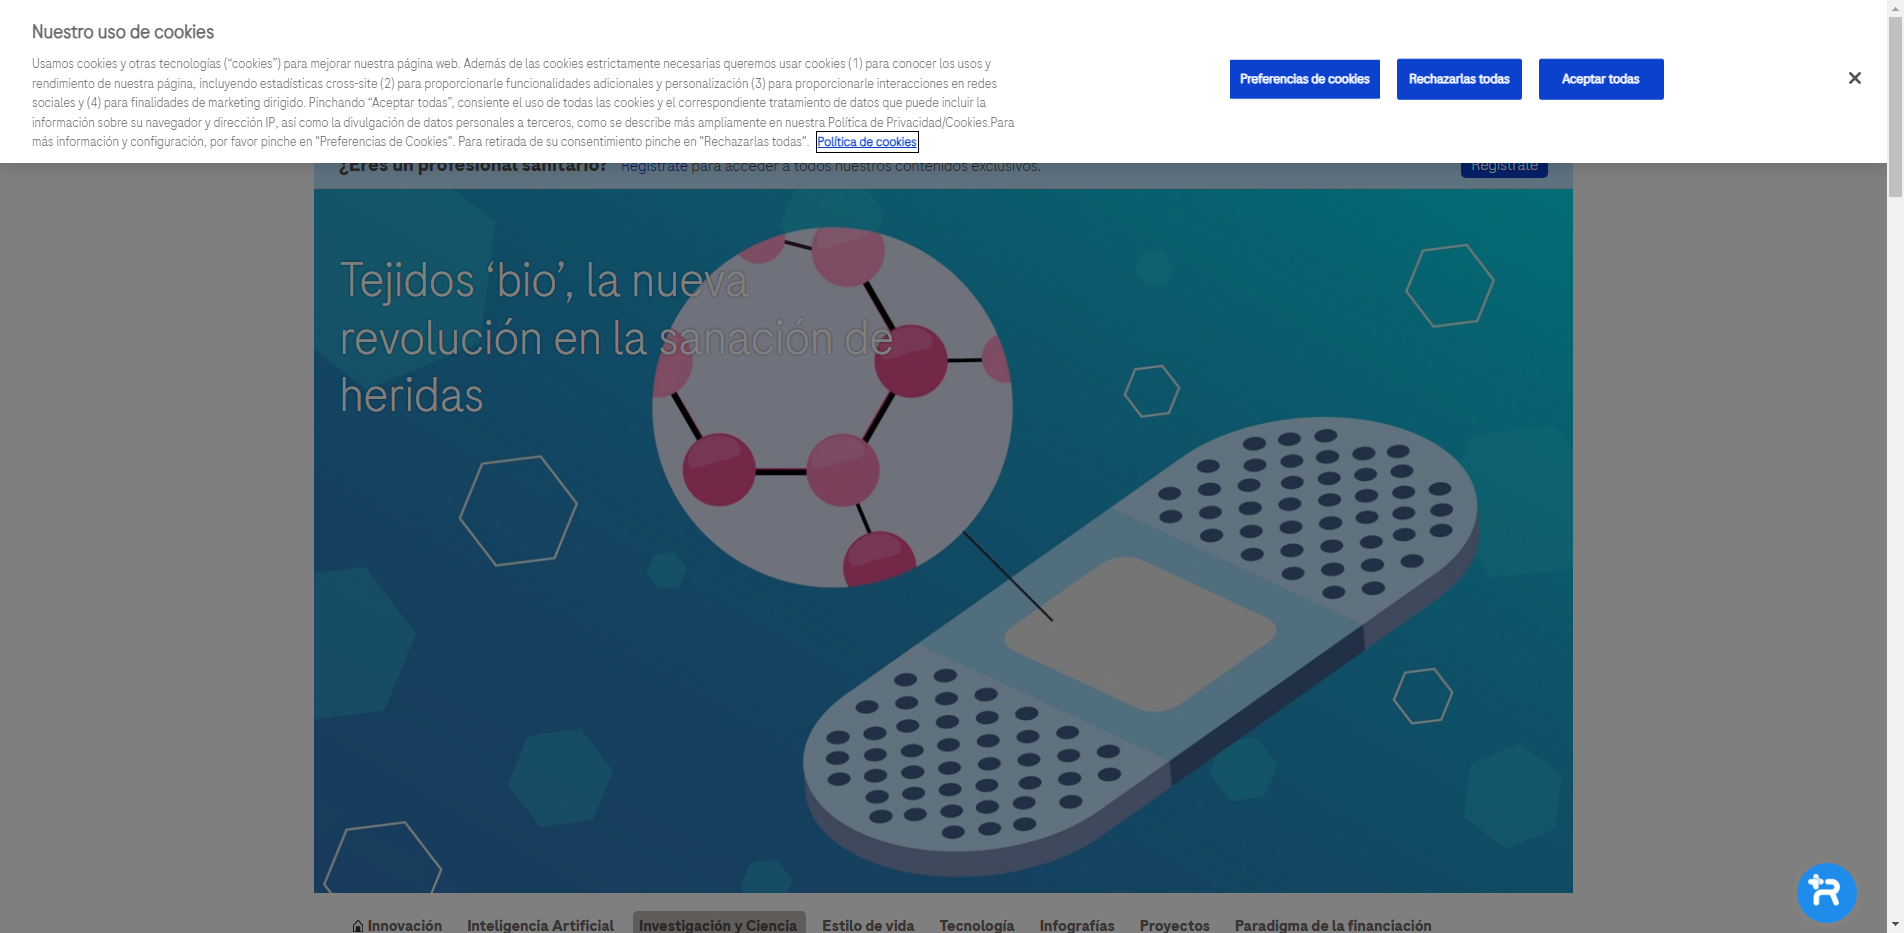 Nuestro uso de cookies
Usamos cookies y otras tecnologías (“cookies”) para mejorar nuestra página web. Además de las cookies estrictamente necesarias queremos usar cookies (1) para conocer los usos y
rendimiento de nuestra página, incluyendo estadísticas cross-site (2) para proporcionarle funcionalidades adicionales y personalización (3) para proporcionarle interacciones en redes
sociales y (4) para finalidades de marketing dirigido. Pinchando “Aceptar todas”, consiente el uso de todas las cookies y el correspondiente tratamiento de datos que puede incluir la
información sobre su navegador y dirección IP, así como la divulgación de datos personales a terceros, como se describe más ampliamente en nuestra Política de Privacidad/Cookies.Para
más información y configuración, por favor pinche en "Preferencias de Cookies". Para retirada de su consentimiento pinche en "Rechazarlas todas". Política de cookies
Preferencias de cookies Rechazarlas todas Aceptar todas
¿Eres un profesional sanitario? Regístrate para acceder a todos nuestros contenidos exclusivos. Regístrate
Tejidos ‘bio’, la nueva
revolución en la sanación de
heridas
Innovación Inteligencia Artificial Investigación y Ciencia Estilo de vida Tecnología Infografías Proyectos Paradigma de la financiación